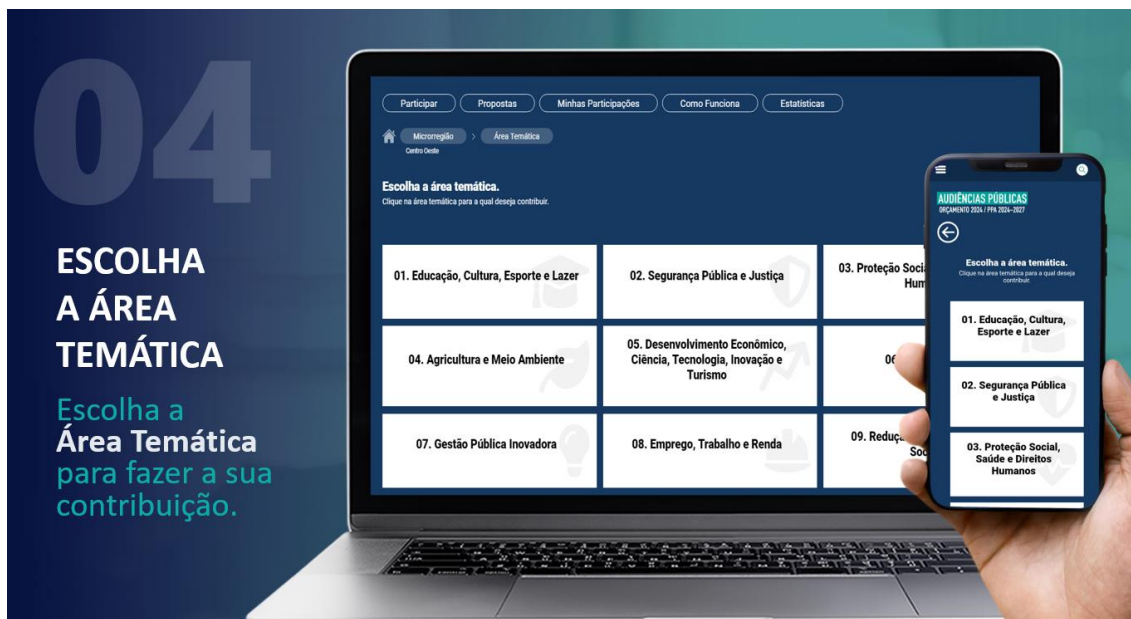 04
ESCOLHA
A ÁREA
TEMÁTICA
Escolha a
Área Temática
para fazer a sua
contribuição.
Participar
Propostas
Minhas Participações
Como Funciona
Estatísticas
Microrregião > Área Temática
Centro Oeste
Escolha a área temática.
Clique na área temática para a qual deseja contribuir.
01. Educação, Cultura, Esporte e Lazer
02. Segurança Pública e Justiça
03. Proteção
04. Agricultura e Meio Ambiente
05. Desenvolvimento Econômico,
Ciência, Tecnologia, Inovação e
Turismo
07. Gestão Pública Inovadora
08. Emprego, Trabalho e Renda
09.
AUDIÊNCIAS PÚBLICAS
ORÇAMENTO 2024 / PPA 2024-2027
Escolha a área temática.
Clique na área temática para a qual deseja
contribuir.
01. Educação, Cultura,
Esporte e Lazer
02. Segurança Pública
e Justiça
03. Proteção Social,
Saúde e Direitos
Humanos